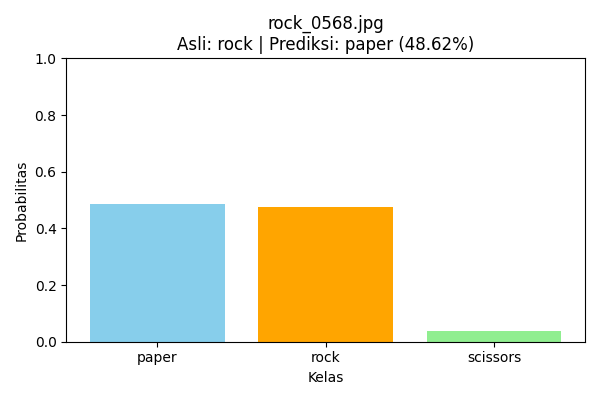 rock_0568.jpg
Asli: rock | Prediksi: paper (48.62%)
1.0
0.8
0.6
0.4
0.2
0.0
Probabilitas
paper rock scissors
Kelas